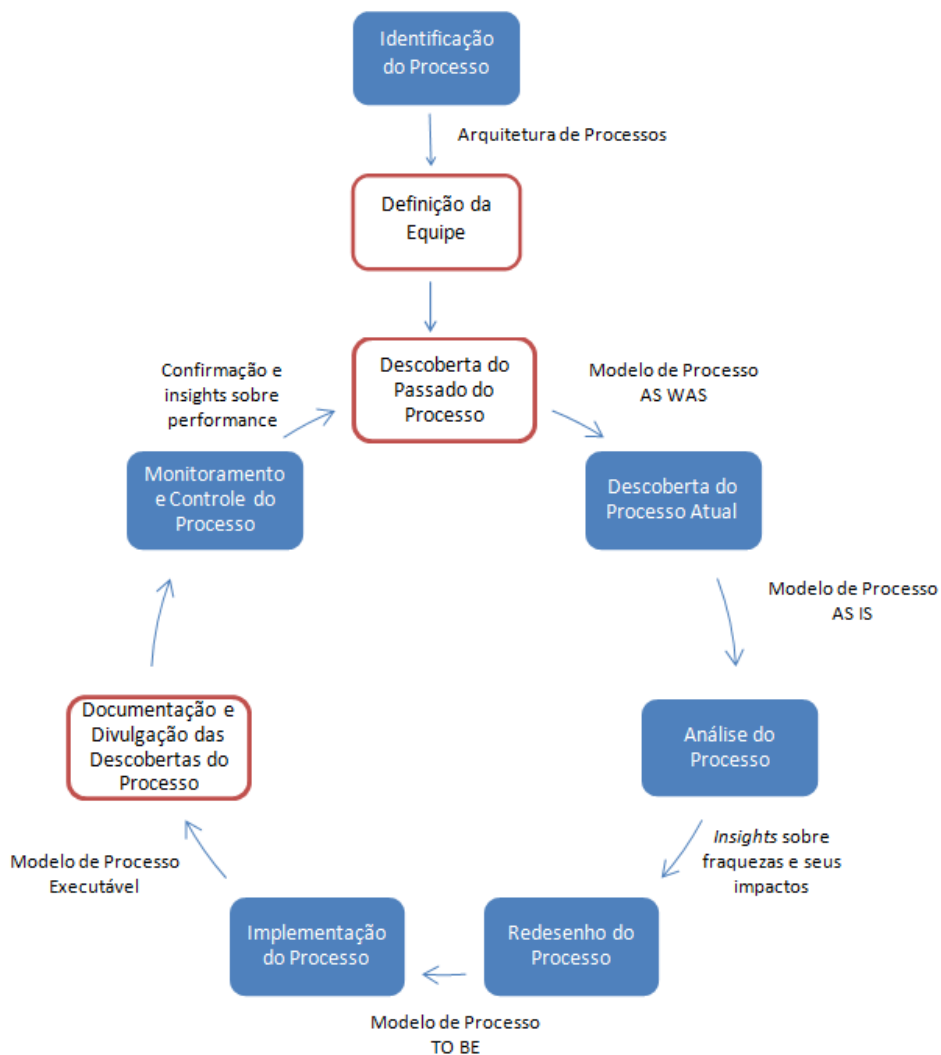 Identificação
do Processo
Arquitetura de Processos
Definição da
Equipe
Descoberta do
Passado do
Processo
Modelo de Processo
AS WAS
Descoberta do
Processo Atual
Modelo de Processo
AS IS
Análise do
Processo
Insights sobre
fraquezas e seus
impactos
Redesenho do
Processo
Modelo de Processo
TO BE
Implementação
do Processo
Modelo de Processo
Executável
Documentação e
Divulgação das
Descobertas do
Processo
Monitoramento
e Controle do
Processo
Confirmação e
insights sobre
performance